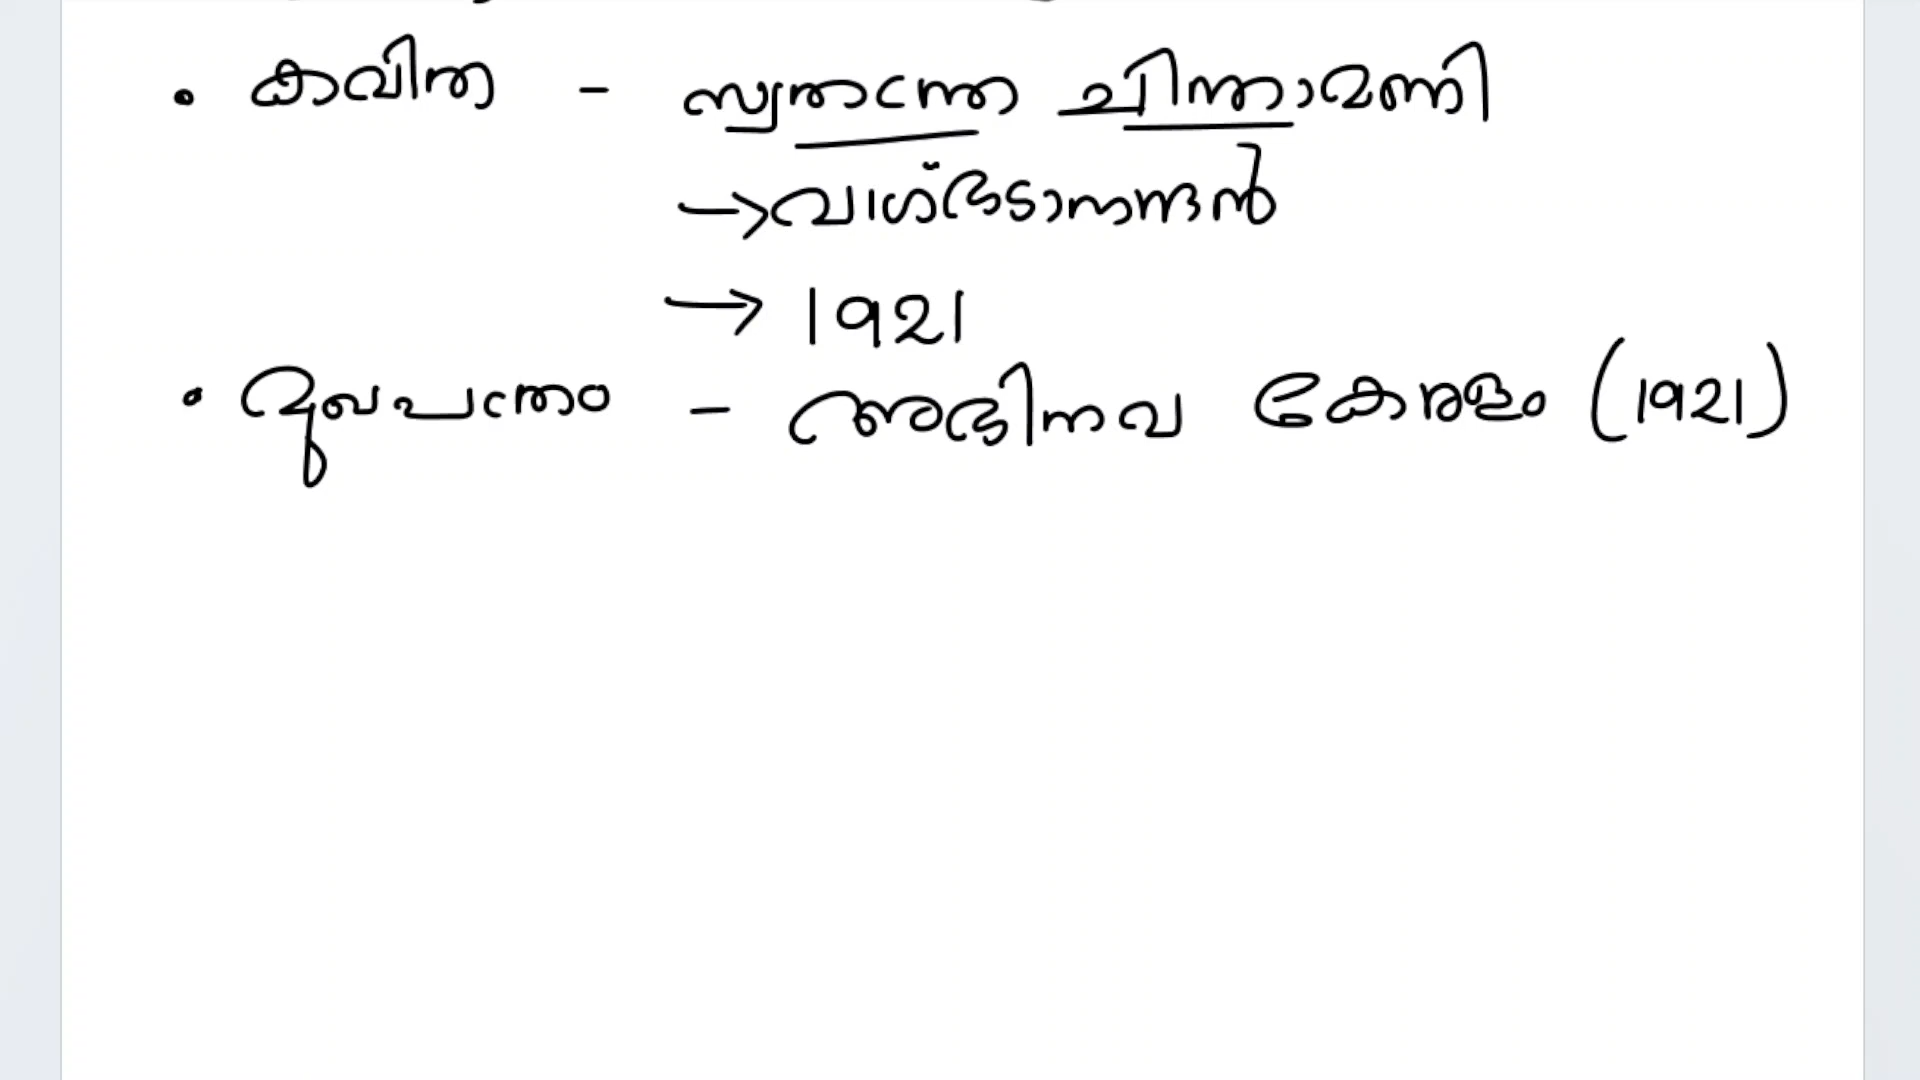 • കവിത - സ്വതന്ത്ര ചിന്താമണി
→ വാഗ്ഭടാനന്ദൻ
→ 1921
• മുഖപത്രം - അഭിനവ കേരളം (1921)